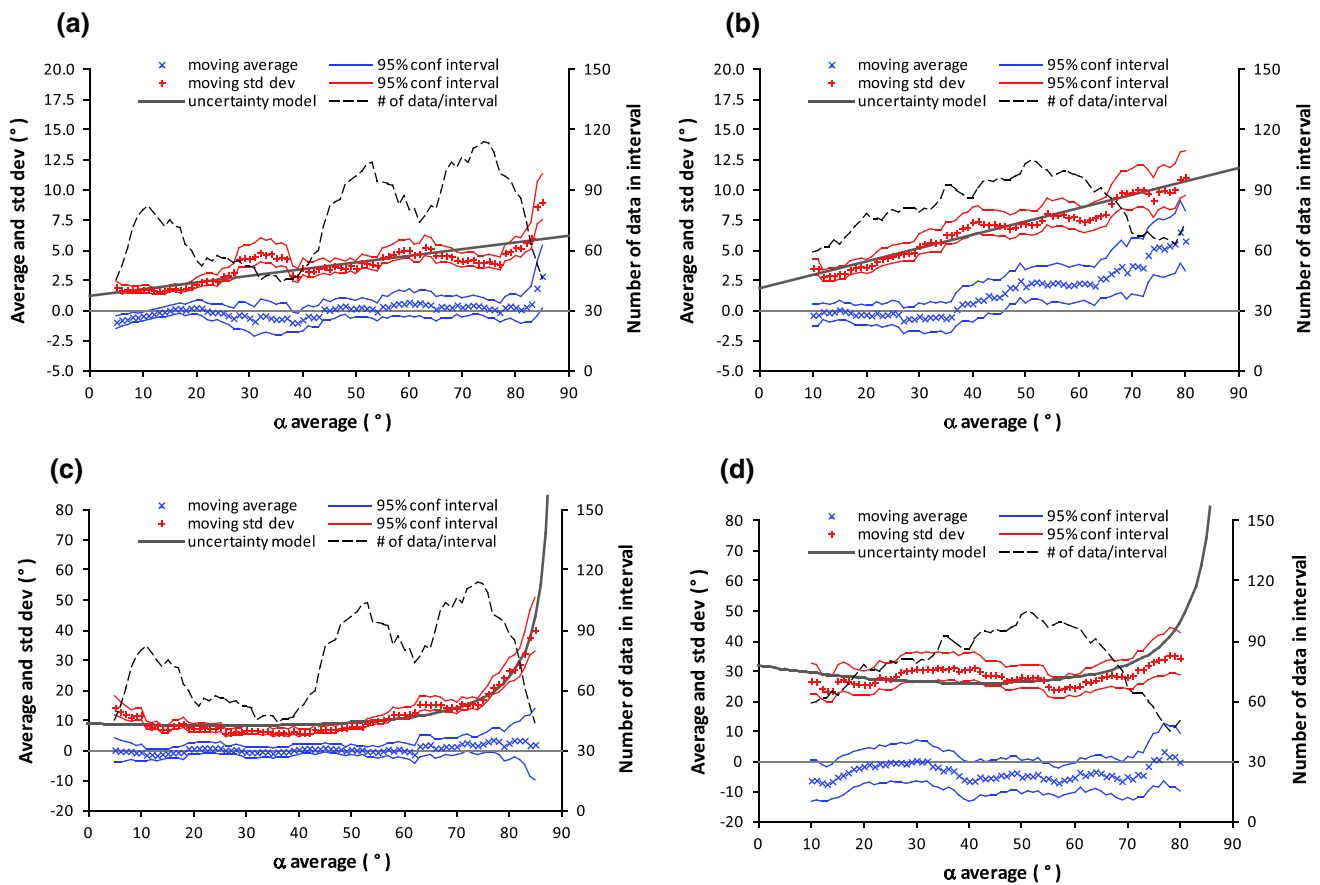 (a)
moving average
95% conf interval
moving std dev
95% conf interval
uncertainty model
# of data/interval
20.0
17.5
15.0
12.5
10.0
7.5
5.0
2.5
0.0
-2.5
-5.0
Average and std dev (°)
150
120
90
60
30
0
Number of data in interval
0 10 20 30 40 50 60 70 80 90
α average (°)
(b)
moving average
95% conf interval
moving std dev
95% conf interval
uncertainty model
# of data/interval
20.0
17.5
15.0
12.5
10.0
7.5
5.0
2.5
0.0
-2.5
-5.0
Average and std dev (°)
150
120
90
60
30
0
Number of data in interval
0 10 20 30 40 50 60 70 80 90
α average (°)
(c)
moving average
95% conf interval
moving std dev
95% conf interval
uncertainty model
# of data/interval
80
70
60
50
40
30
20
10
0
-10
-20
Average and std dev (°)
150
120
90
60
30
0
Number of data in interval
0 10 20 30 40 50 60 70 80 90
α average (°)
(d)
moving average
95% conf interval
moving std dev
95% conf interval
uncertainty model
# of data/interval
80
70
60
50
40
30
20
10
0
-10
-20
Average and std dev (°)
150
120
90
60
30
0
Number of data in interval
0 10 20 30 40 50 60 70 80 90
α average (°)